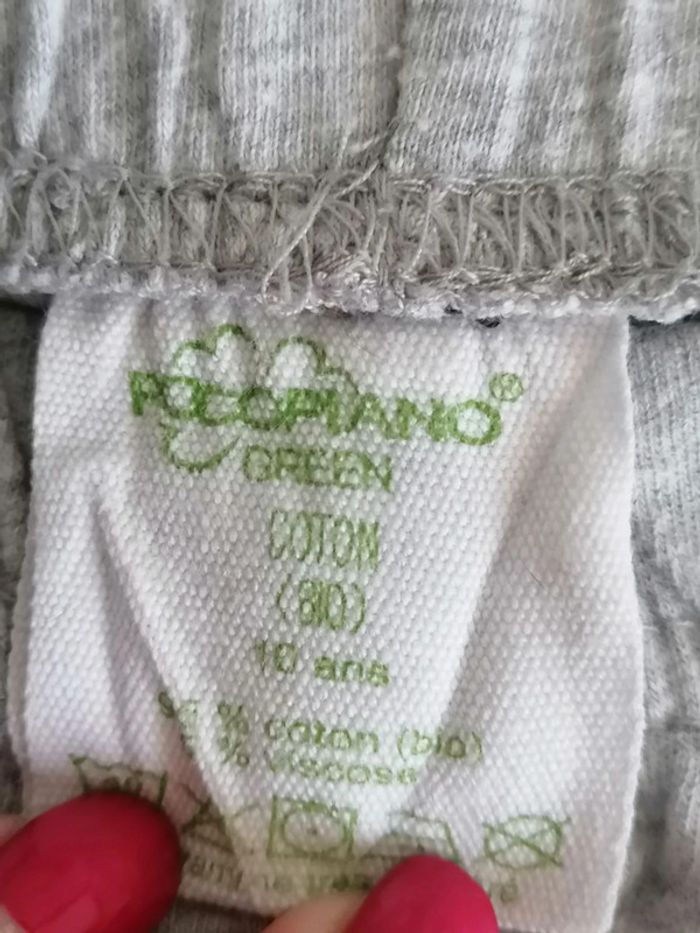 POCOPIANO®
GREEN
COTON
(BIO)
10 ans
% coton (bio)
% viscose